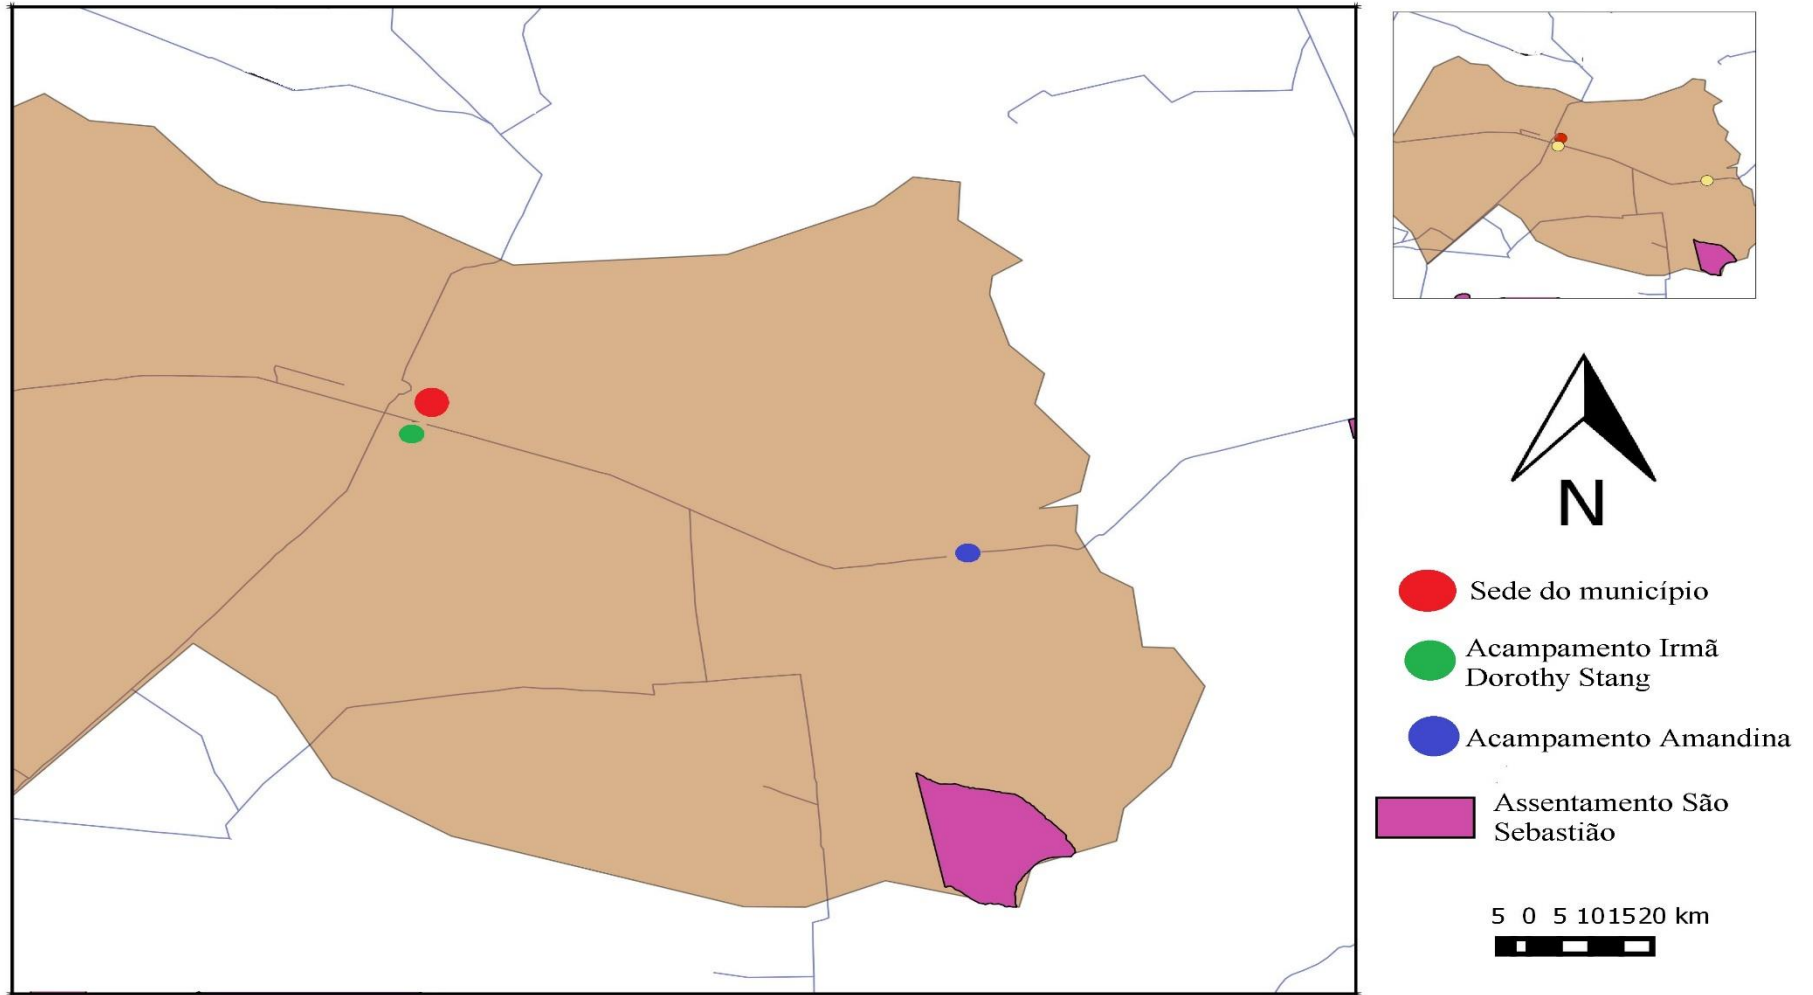 N
Sede do município
Acampamento Irmã
Dorothy Stang
Acampamento Amandina
Assentamento São
Sebastião
5 0 5 101520 km